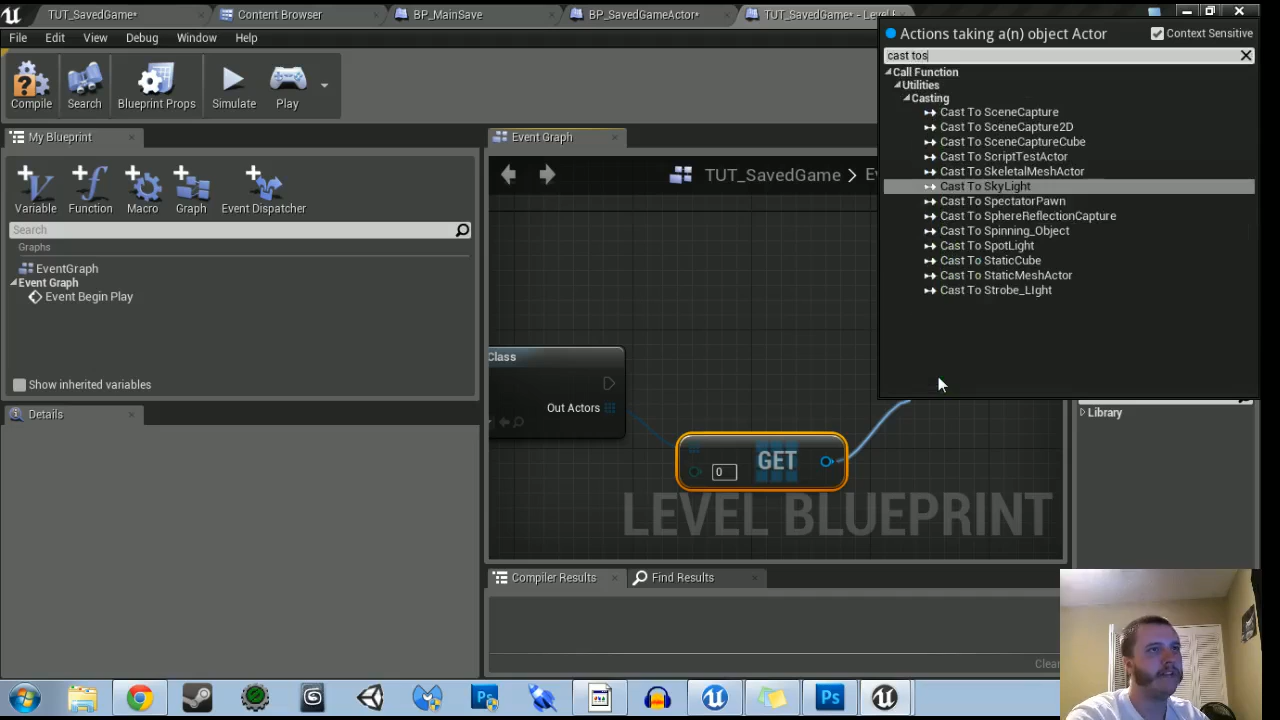 TUT_SavedGame*
Content Browser
BP_MainSave
BP_SavedGameActor*
TUT_SavedGame* - Level
File Edit View Debug Window Help
Actions taking a(n) object Actor
Context Sensitive
cast tos
Call Function
Utilities
Casting
Cast To SceneCapture
Cast To SceneCapture2D
Cast To SceneCaptureCube
Cast To ScriptTestActor
Cast To SkeletalMeshActor
Cast To SkyLight
Cast To SpectatorPawn
Cast To SphereReflectionCapture
Cast To Spinning_Object
Cast To SpotLight
Cast To StaticCube
Cast To StaticMeshActor
Cast To Strobe_LIght
Compile Search Blueprint Props Simulate Play
My Blueprint
Variable Function Macro Graph Event Dispatcher
Search
Graphs
EventGraph
Event Graph
Event Begin Play
Show inherited variables
Details
Event Graph
TUT_SavedGame >
Class
Out Actors
0
GET
LEVEL BLUEPRINT
Library
Compiler Results
Find Results
Clear
Ps
Ps